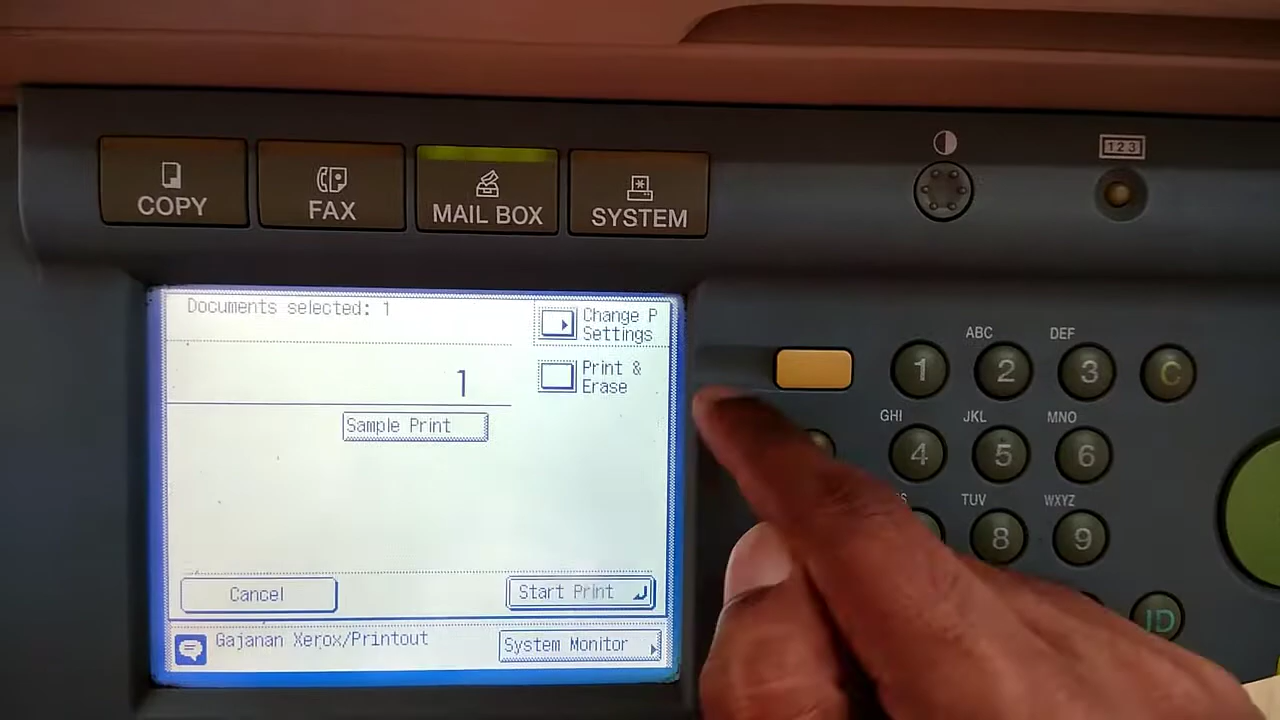 COPY
FAX
MAIL BOX
SYSTEM
123
Documents selected: 1
Change P
Settings
1
Print &
Erase
Sample Print
Cancel
Start Print
Gajanan Xerox/Printout
System Monitor
ABC
DEF
1
2
3
C
GHI
JKL
MNO
4
5
6
TUV
WXYZ
8
9
ID